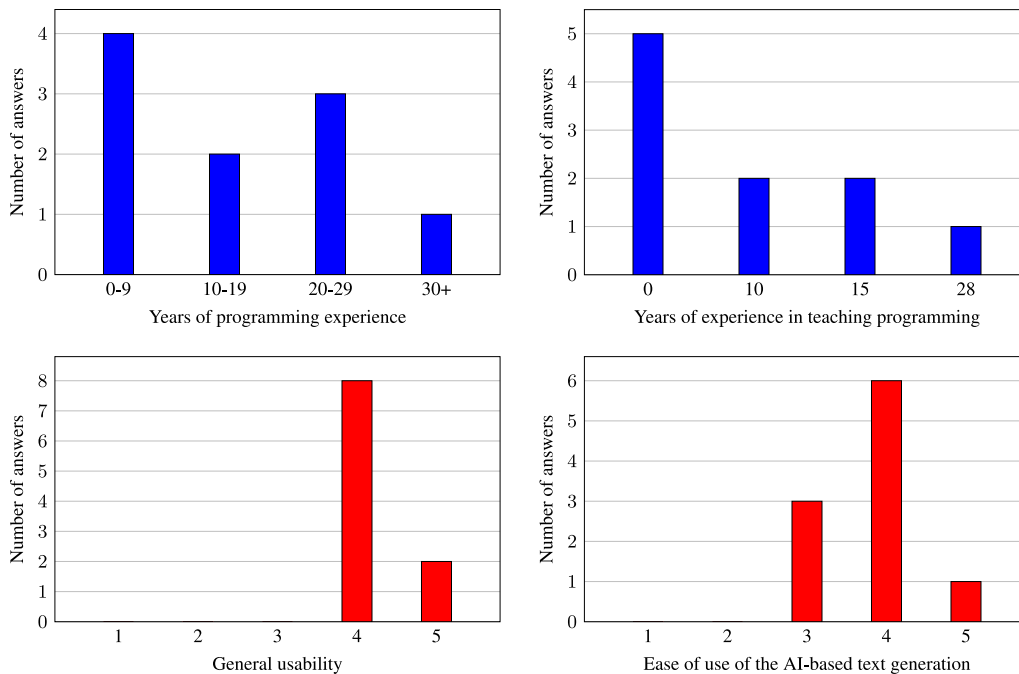 Number of answers
4
3
2
1
0
0-9 10-19 20-29 30+
Years of programming experience
Number of answers
5
4
3
2
1
0
0 10 15 28
Years of experience in teaching programming
Number of answers
8
7
6
5
4
3
2
1
0
1 2 3 4 5
General usability
Number of answers
6
5
4
3
2
1
0
1 2 3 4 5
Ease of use of the AI-based text generation